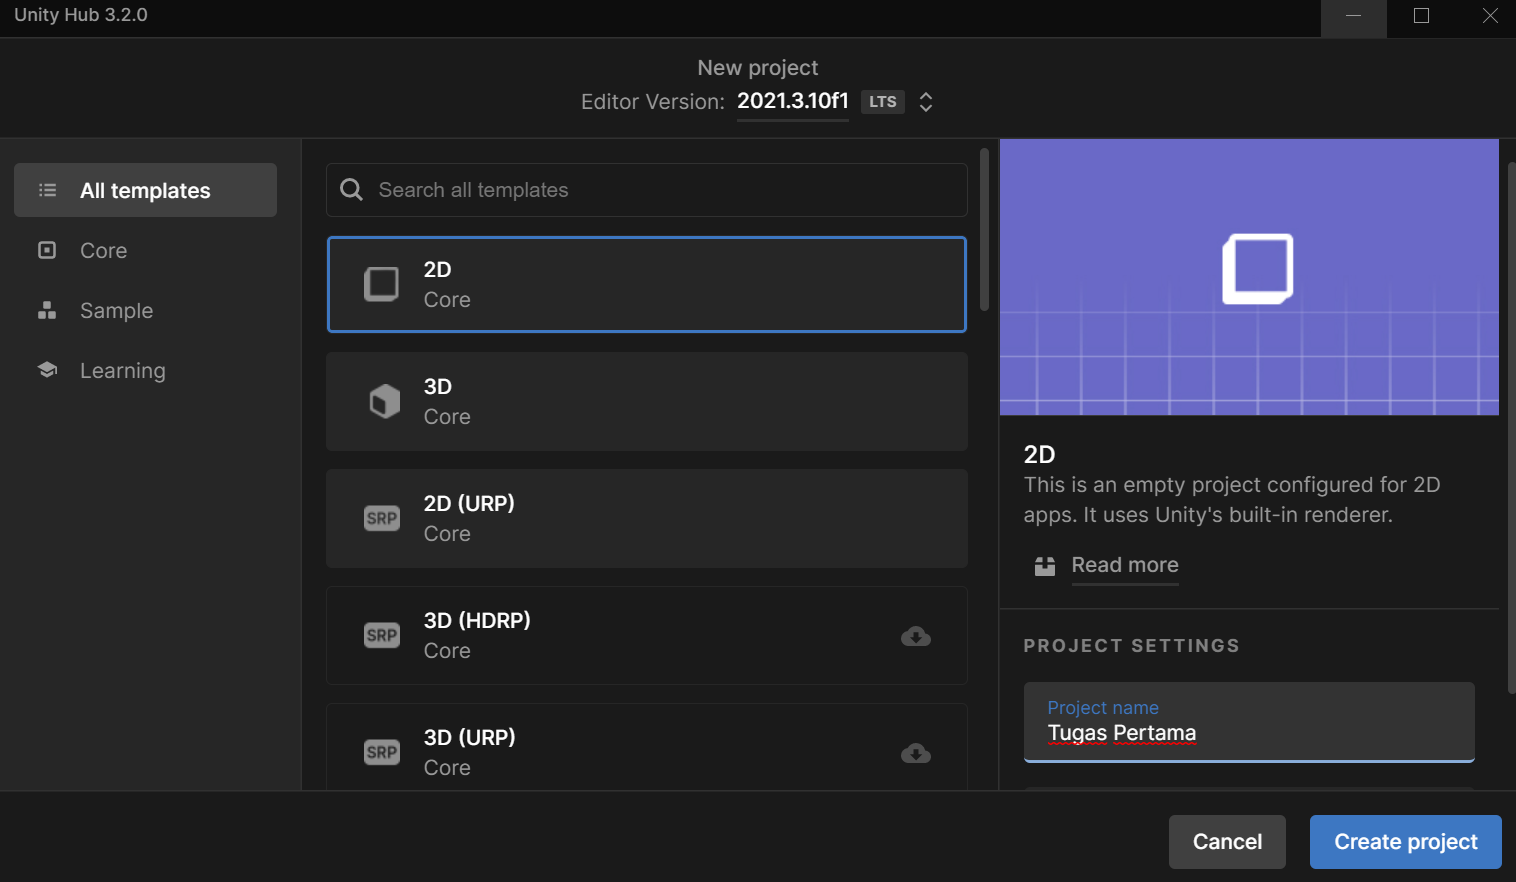 Unity Hub 3.2.0
New project
Editor Version: 2021.3.10f1 LTS
All templates
Core
Sample
Learning
Search all templates
2D
Core
3D
Core
2D (URP)
Core
SRP
3D (HDRP)
Core
SRP
3D (URP)
Core
SRP
2D
This is an empty project configured for 2D
apps. It uses Unity's built-in renderer.
Read more
PROJECT SETTINGS
Project name
Tugas Pertama
Cancel
Create project